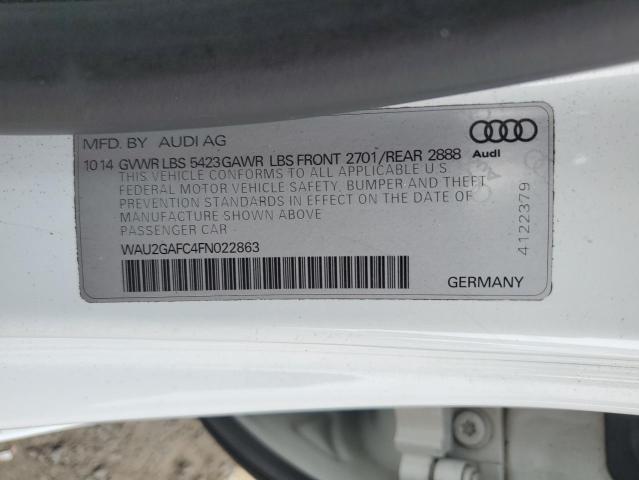 MFD. BY AUDI AG
10 14 GVWR LBS 5423 GAWR LBS FRONT 2701/REAR 2888
THIS VEHICLE CONFORMS TO ALL APPLICABLE U S
FEDERAL MOTOR VEHICLE SAFETY, BUMPER AND THEFT
PREVENTION STANDARDS IN EFFECT ON THE DATE OF
MANUFACTURE SHOWN ABOVE
PASSENGER CAR
WAU2GAFC4FN022863
Audi
4122379
GERMANY